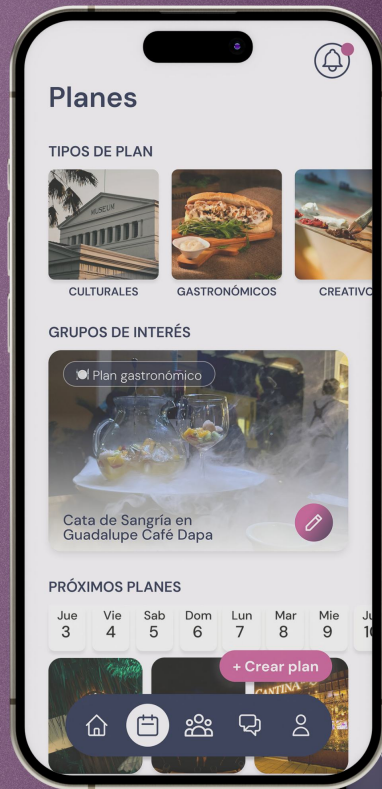 Planes
TIPOS DE PLAN
MUSEUM
CULTURALES
GASTRONÓMICOS
CREATIVO
GRUPOS DE INTERÉS
Plan gastronómico
Cata de Sangría en
Guadalupe Café Dapa
PRÓXIMOS PLANES
Jue Vie Sab Dom Lun Mar Mie Ju
3 4 5 6 7 8 9 10
+ Crear plan
CANTINA